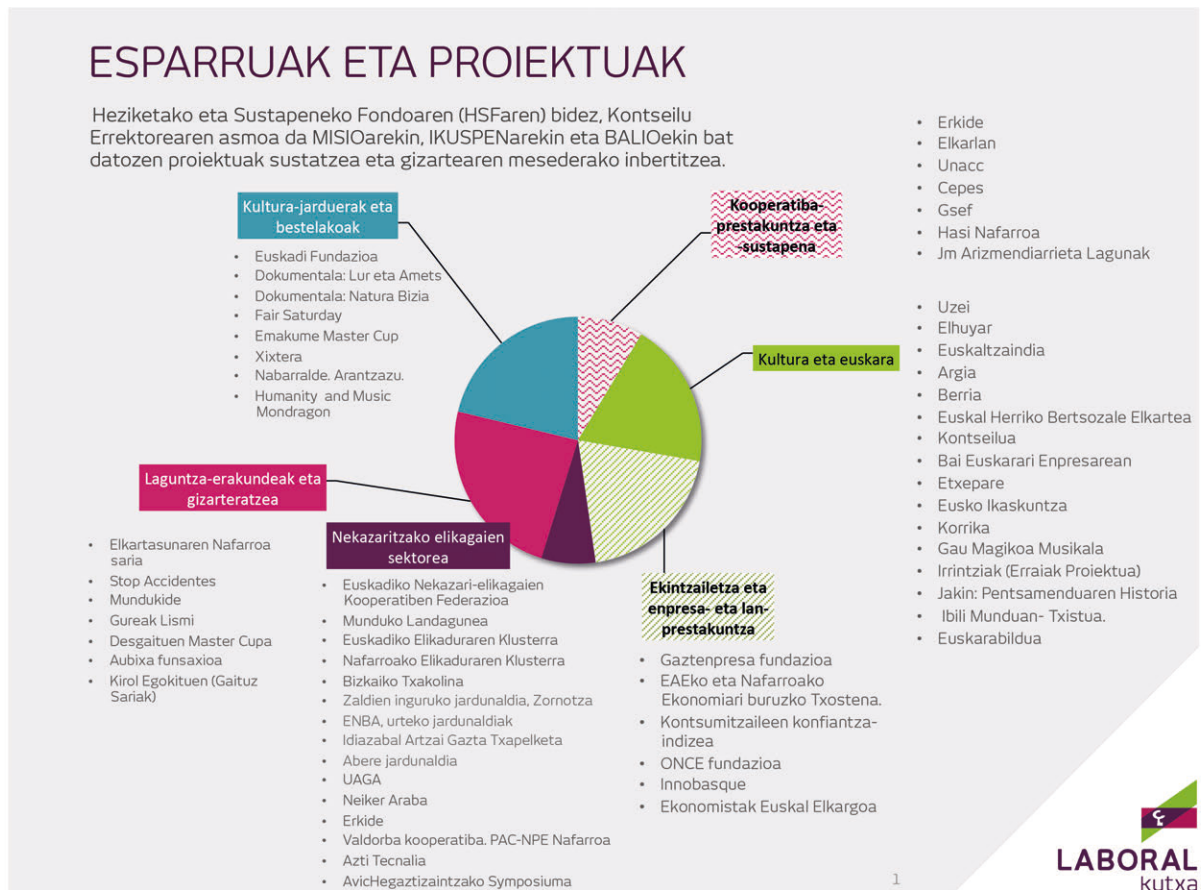 ESPARRUAK ETA PROIEKTUAK
Heziketako eta Sustapeneko Fondoaren (HSFaren) bidez, Kontseilu
Errektorearen asmoa da MISIOarekin, IKUSPENarekin eta BALIOekin bat
datozen proiektuak sustatzea eta gizartearen mesederako inbertitzea.
Kultura-jarduerak eta
bestelakoak
• Euskadi Fundazioa
• Dokumentala: Lur eta Amets
• Dokumentala: Natura Bizia
• Fair Saturday
• Emakume Master Cup
• Xixtera
• Nabarralde. Arantzazu.
• Humanity and Music
Mondragon
Kooperatiba-
prestakuntza eta
-sustapena
• Erkide
• Elkarlan
• Unacc
• Cepes
• Gsef
• Hasi Nafarroa
• Jm Arizmendiarrieta Lagunak
Kultura eta euskara
• Uzei
• Elhuyar
• Euskaltzaindia
• Argia
• Berria
• Euskal Herriko Bertsozale Elkartea
• Kontseilua
• Bai Euskarari Enpresarean
• Etxepare
• Eusko Ikaskuntza
• Korrika
• Gau Magikoa Musikala
• Irrintziak (Erraiak Proiektua)
• Jakin: Pentsamenduaren Historia
• Ibili Munduan- Txistua.
• Euskarabildua
Laguntza-erakundeak eta
gizarteratzea
• Elkartasunaren Nafarroa
saria
• Stop Accidentes
• Mundukide
• Gureak Lismi
• Desgaituen Master Cupa
• Aubixa funsaxioa
• Kirol Egokituen (Gaituz
Sariak)
Nekazaritzako elikagaien
sektorea
• Euskadiko Nekazari-elikagaien
Kooperatiben Federazioa
• Munduko Landagunea
• Euskadiko Elikaduraren Klusterra
• Nafarroako Elikaduraren Klusterra
• Bizkaiko Txakolina
• Zaldien inguruko jardunaldia, Zornotza
• ENBA, urteko jardunaldiak
• Idiazabal Artzai Gazta Txapelketa
• Abere jardunaldia
• UAGA
• Neiker Araba
• Erkide
• Valdorba kooperatiba. PAC-NPE Nafarroa
• Azti Tecnalia
• AvicHegaztizaintzako Symposiuma
Ekintzailetza eta
enpresa- eta lan-
prestakuntza
• Gaztenpresa fundazioa
• EAEko eta Nafarroako
Ekonomiari buruzko Txostena.
• Kontsumitzaileen konfiantza-
indizea
• ONCE fundazioa
• Innobasque
• Ekonomistak Euskal Elkargoa
1
LABORAL
kutxa